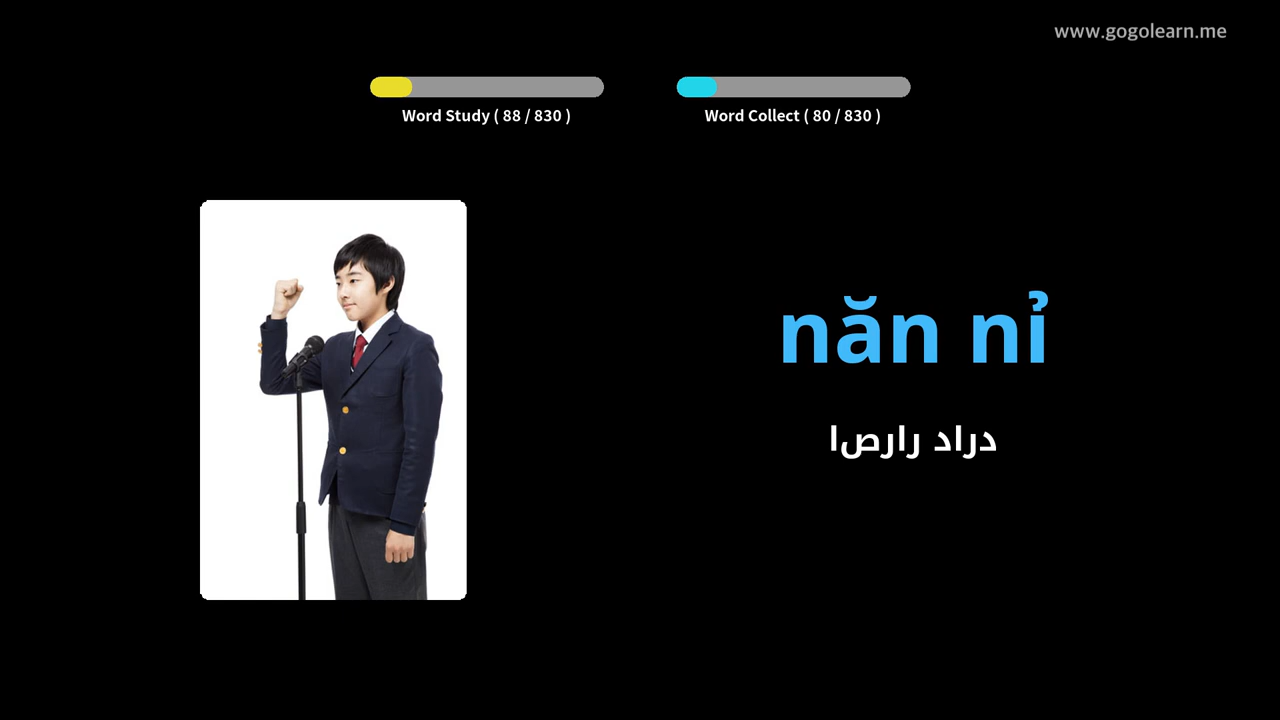 www.gogolearn.me
Word Study ( 88 / 830 )
Word Collect ( 80 / 830 )
năn nỉ
دراد رارصا